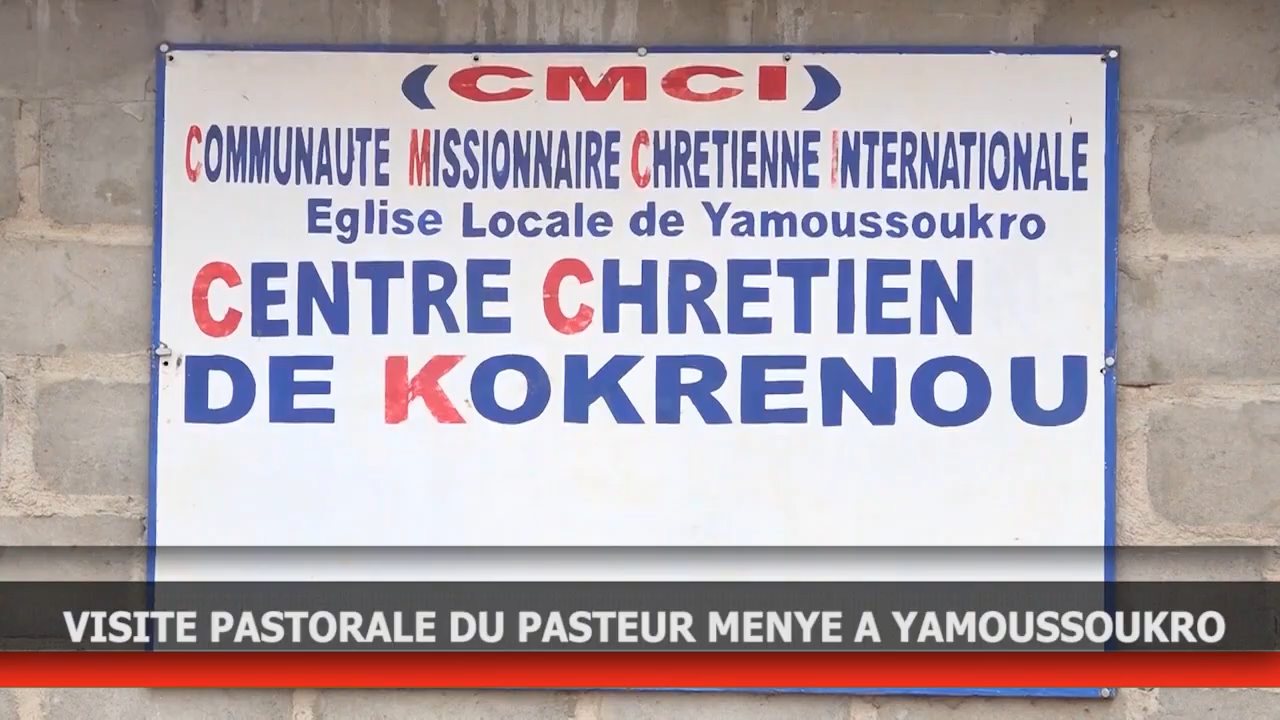 (CMCI)
COMMUNAUTE MISSIONNAIRE CHRETIENNE INTERNATIONALE
Eglise Locale de Yamoussoukro
CENTRE CHRETIEN
DE KOKRENOU
VISITE PASTORALE DU PASTEUR MENYE A YAMOUSSOUKRO